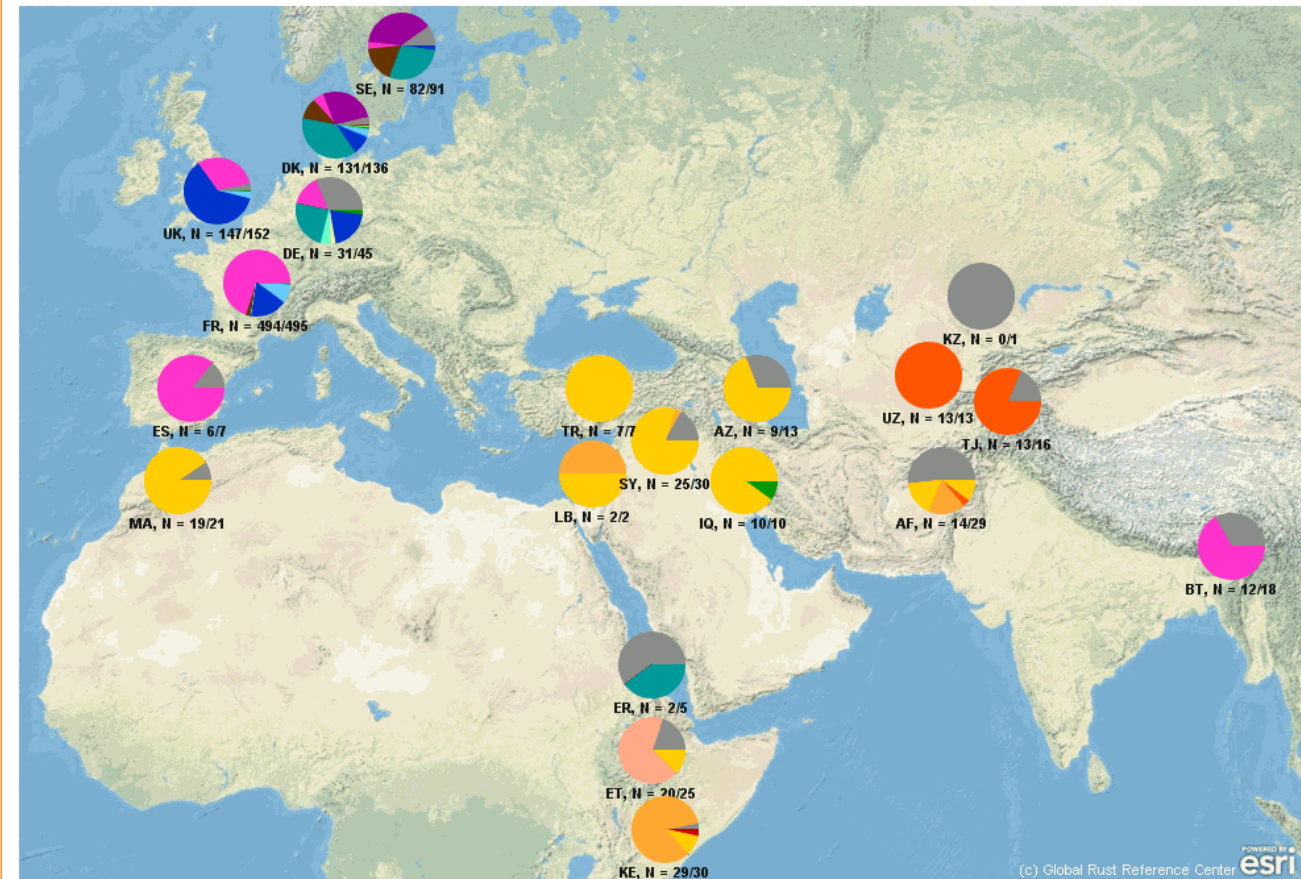 SE, N = 82/91
DK, N = 131/136
UK, N = 147/152
DE, N = 31/45
FR, N = 494/495
KZ, N = 0/1
ES, N = 6/7
TR, N = 7/7
AZ, N = 9/13
UZ, N = 13/13
TJ, N = 13/16
SY, N = 25/30
MA, N = 19/21
LB, N = 2/2
IQ, N = 10/10
AF, N = 14/29
BT, N = 12/18
ER, N = 2/5
ET, N = 20/25
KE, N = 29/30
(c) Global Rust Reference Center
POWERED BY
esri